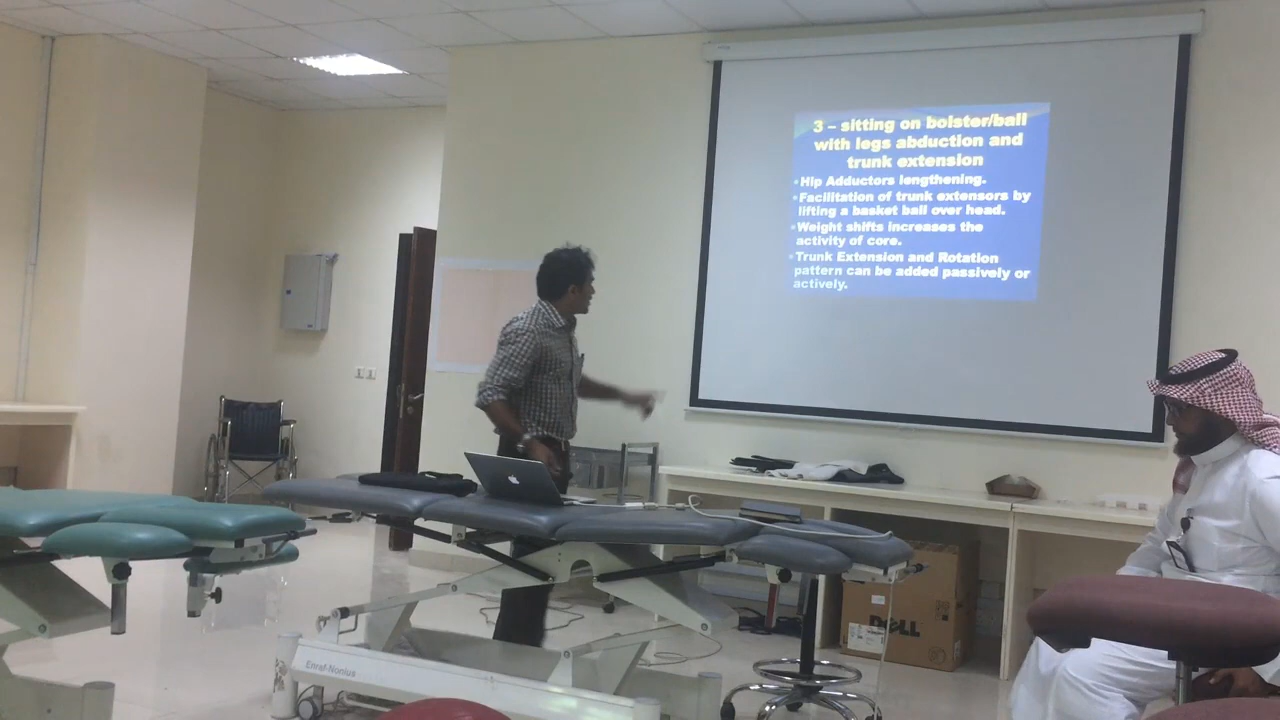 3 – sitting on bolster/ball
with legs abduction and
trunk extension
• Hip Adductors lengthening.
• Facilitation of trunk extensors by
lifting a basket ball over head.
• Weight shifts increases the
activity of core.
• Trunk Extension and Rotation
pattern can be added passively or
actively.
DELL
Enraf-Nonius